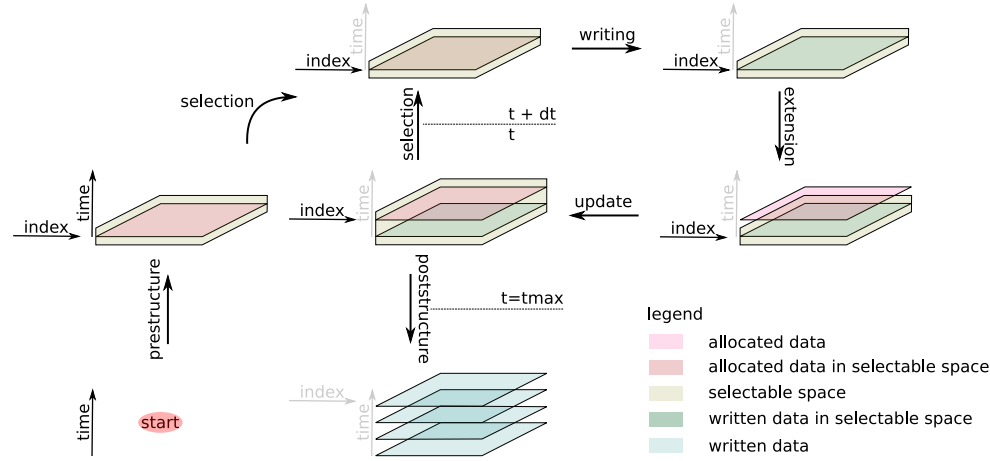 time
index
writing
time
index
selection
selection
t + dt
t
extension
time
index
time
index
update
time
index
prestructure
poststructure
t=tmax
legend
allocated data
allocated data in selectable space
selectable space
written data in selectable space
written data
time
start
index
time